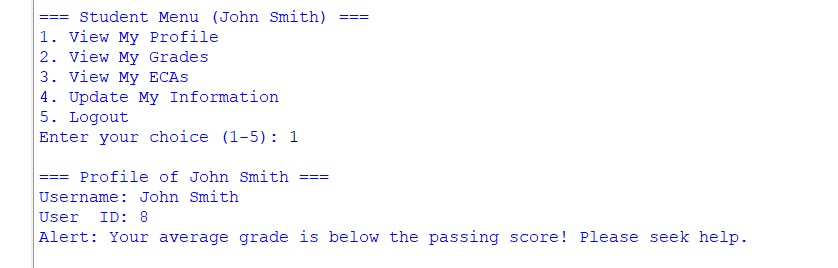 === Student Menu (John Smith) ===
1. View My Profile
2. View My Grades
3. View My ECAs
4. Update My Information
5. Logout
Enter your choice (1-5): 1
=== Profile of John Smith ===
Username: John Smith
User  ID: 8
Alert: Your average grade is below the passing score! Please seek help.